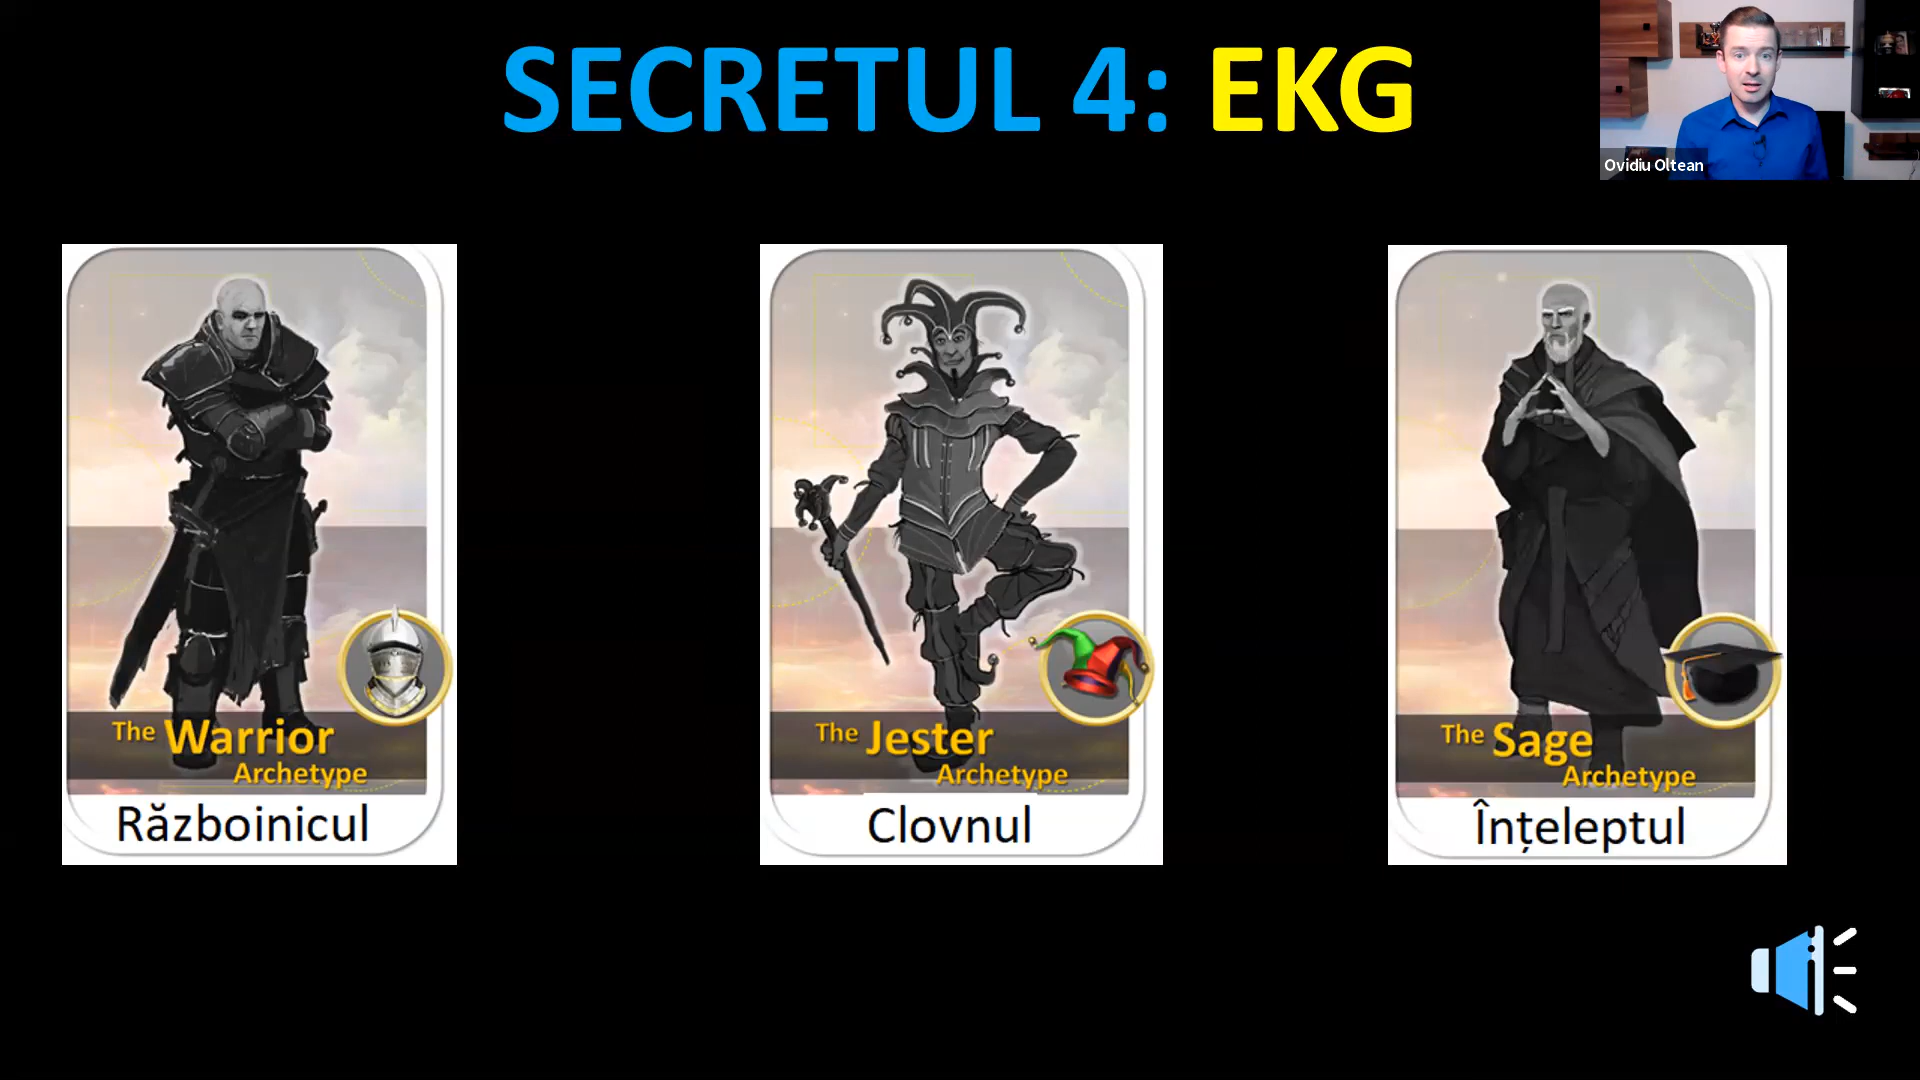 SECRETUL 4: EKG
Ovidiu Oltean
The Warrior
Archetype
Războinicul
The Jester
Archetype
Clovnul
The Sage
Archetype
Înțeleptul